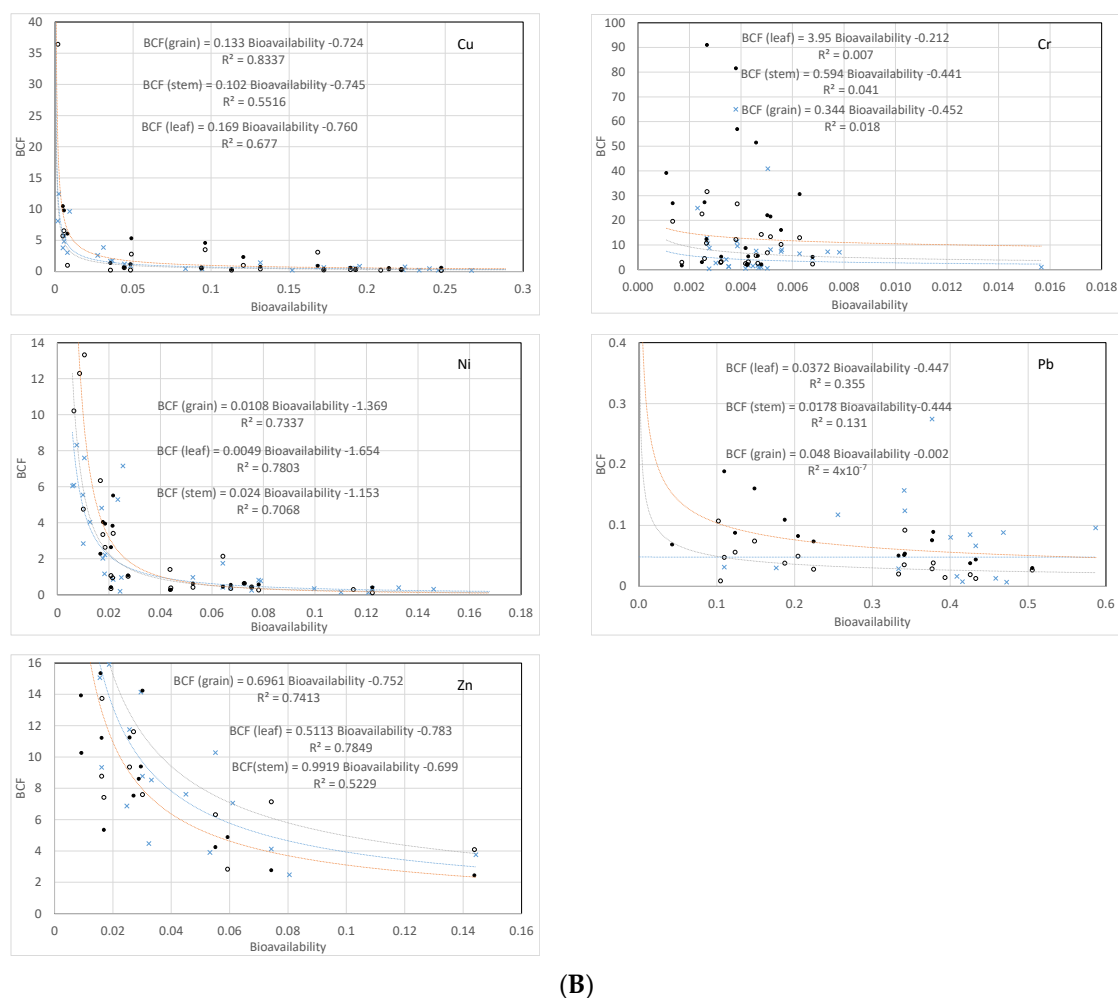 40
35
30
25
20
15
10
5
0
BCF
BCF(grain) = 0.133 Bioavailability -0.724
R² = 0.8337
BCF (stem) = 0.102 Bioavailability -0.745
R² = 0.5516
BCF (leaf) = 0.169 Bioavailability -0.760
R² = 0.677
Cu
0 0.05 0.1 0.15 0.2 0.25 0.3
Bioavailability
100
90
80
70
60
50
40
30
20
10
0
BCF
BCF (leaf) = 3.95 Bioavailability -0.212
R² = 0.007
BCF (stem) = 0.594 Bioavailability -0.441
R² = 0.041
BCF (grain) = 0.344 Bioavailability -0.452
R² = 0.018
Cr
0.000 0.002 0.004 0.006 0.008 0.010 0.012 0.014 0.016 0.018
Bioavailability
14
12
10
8
6
4
2
0
BCF
BCF (grain) = 0.0108 Bioavailability -1.369
R² = 0.7337
BCF (leaf) = 0.0049 Bioavailability -1.654
R² = 0.7803
BCF (stem) = 0.024 Bioavailability -1.153
R² = 0.7068
Ni
0 0.02 0.04 0.06 0.08 0.1 0.12 0.14 0.16 0.18
Bioavailability
0.4
0.3
0.2
0.1
0
BCF
BCF (leaf) = 0.0372 Bioavailability -0.447
R² = 0.355
BCF (stem) = 0.0178 Bioavailability-0.444
R² = 0.131
BCF (grain) = 0.048 Bioavailability -0.002
R² = 4x10⁻⁷
Pb
0.0 0.1 0.2 0.3 0.4 0.5 0.6
Bioavailability
16
14
12
10
8
6
4
2
0
BCF
BCF (grain) = 0.6961 Bioavailability -0.752
R² = 0.7413
BCF (leaf) = 0.5113 Bioavailability -0.783
R² = 0.7849
BCF(stem) = 0.9919 Bioavailability -0.699
R² = 0.5229
Zn
0 0.02 0.04 0.06 0.08 0.1 0.12 0.14 0.16
Bioavailability
(B)